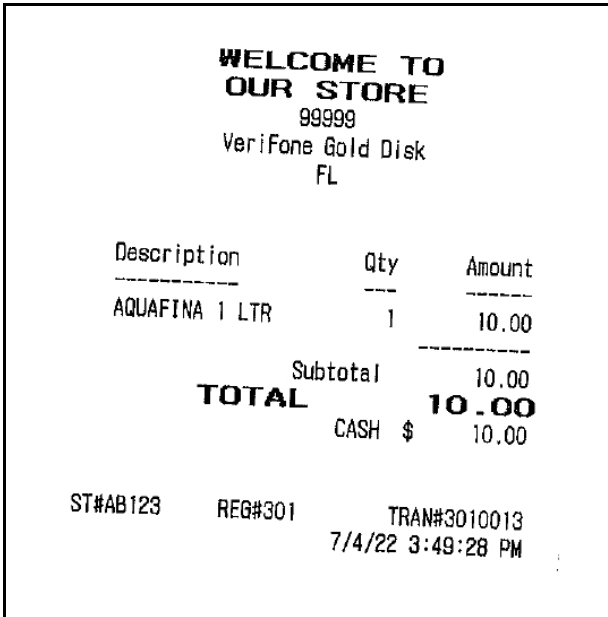 WELCOME TO
OUR STORE
99999
VeriFone Gold Disk
FL
Description Qty Amount
------------ --- ------
AQUAFINA 1 LTR 1 10.00
-----------
Subtotal 10.00
TOTAL 10.00
CASH $ 10.00
ST#AB123 REG#301 TRAN#3010013
7/4/22 3:49:28 PM